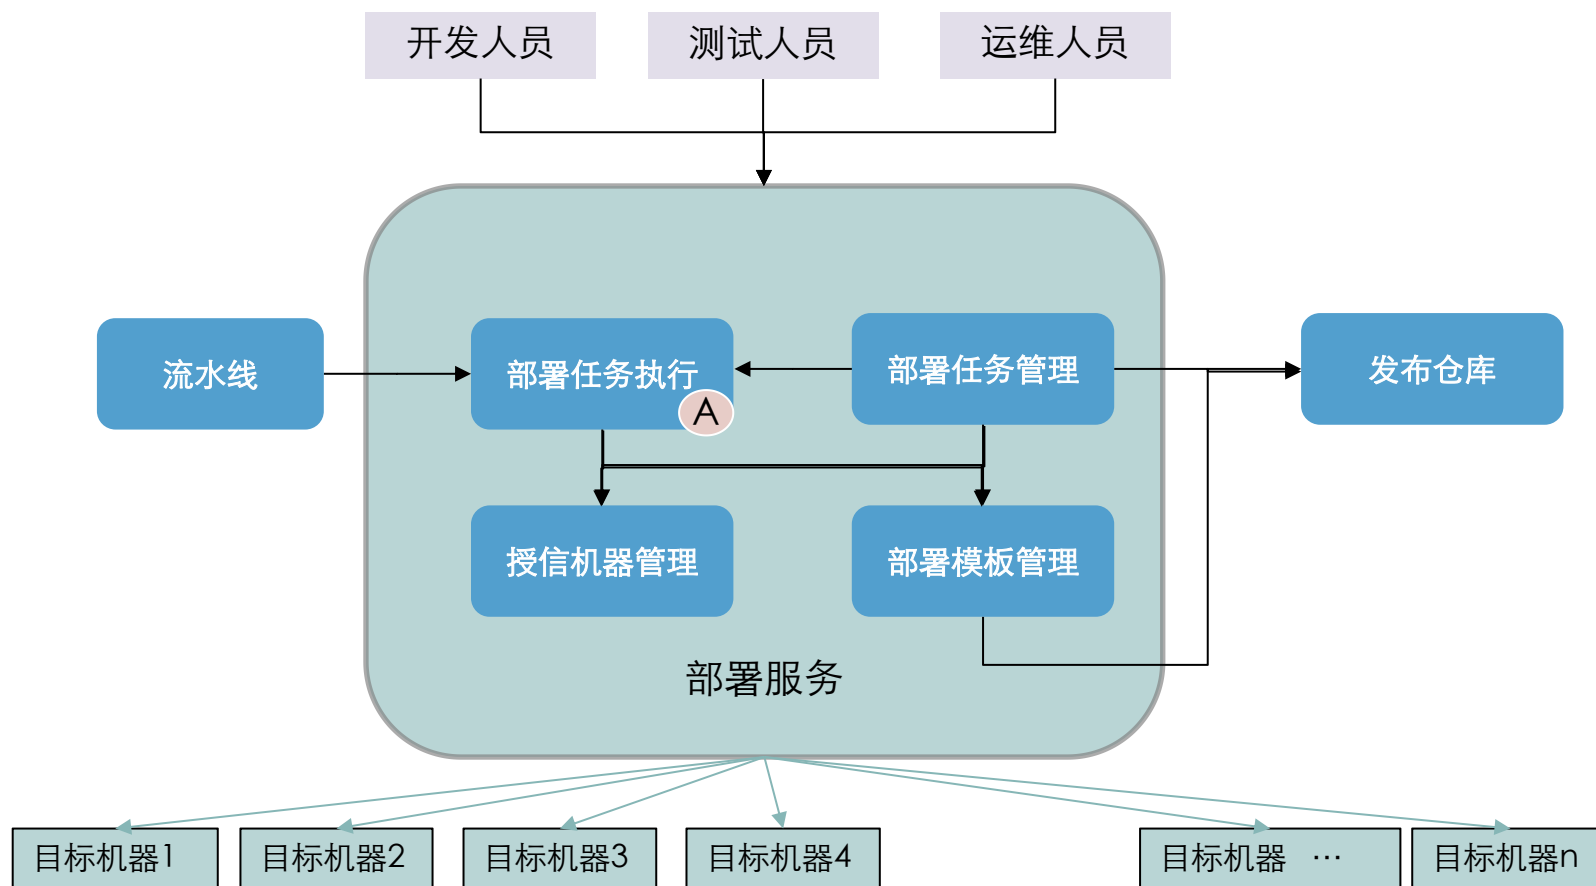 开发人员
测试人员
运维人员
流水线
部署任务执行
A
部署任务管理
发布仓库
授信机器管理
部署模板管理
部署服务
目标机器1
目标机器2
目标机器3
目标机器4
目标机器 …
目标机器n